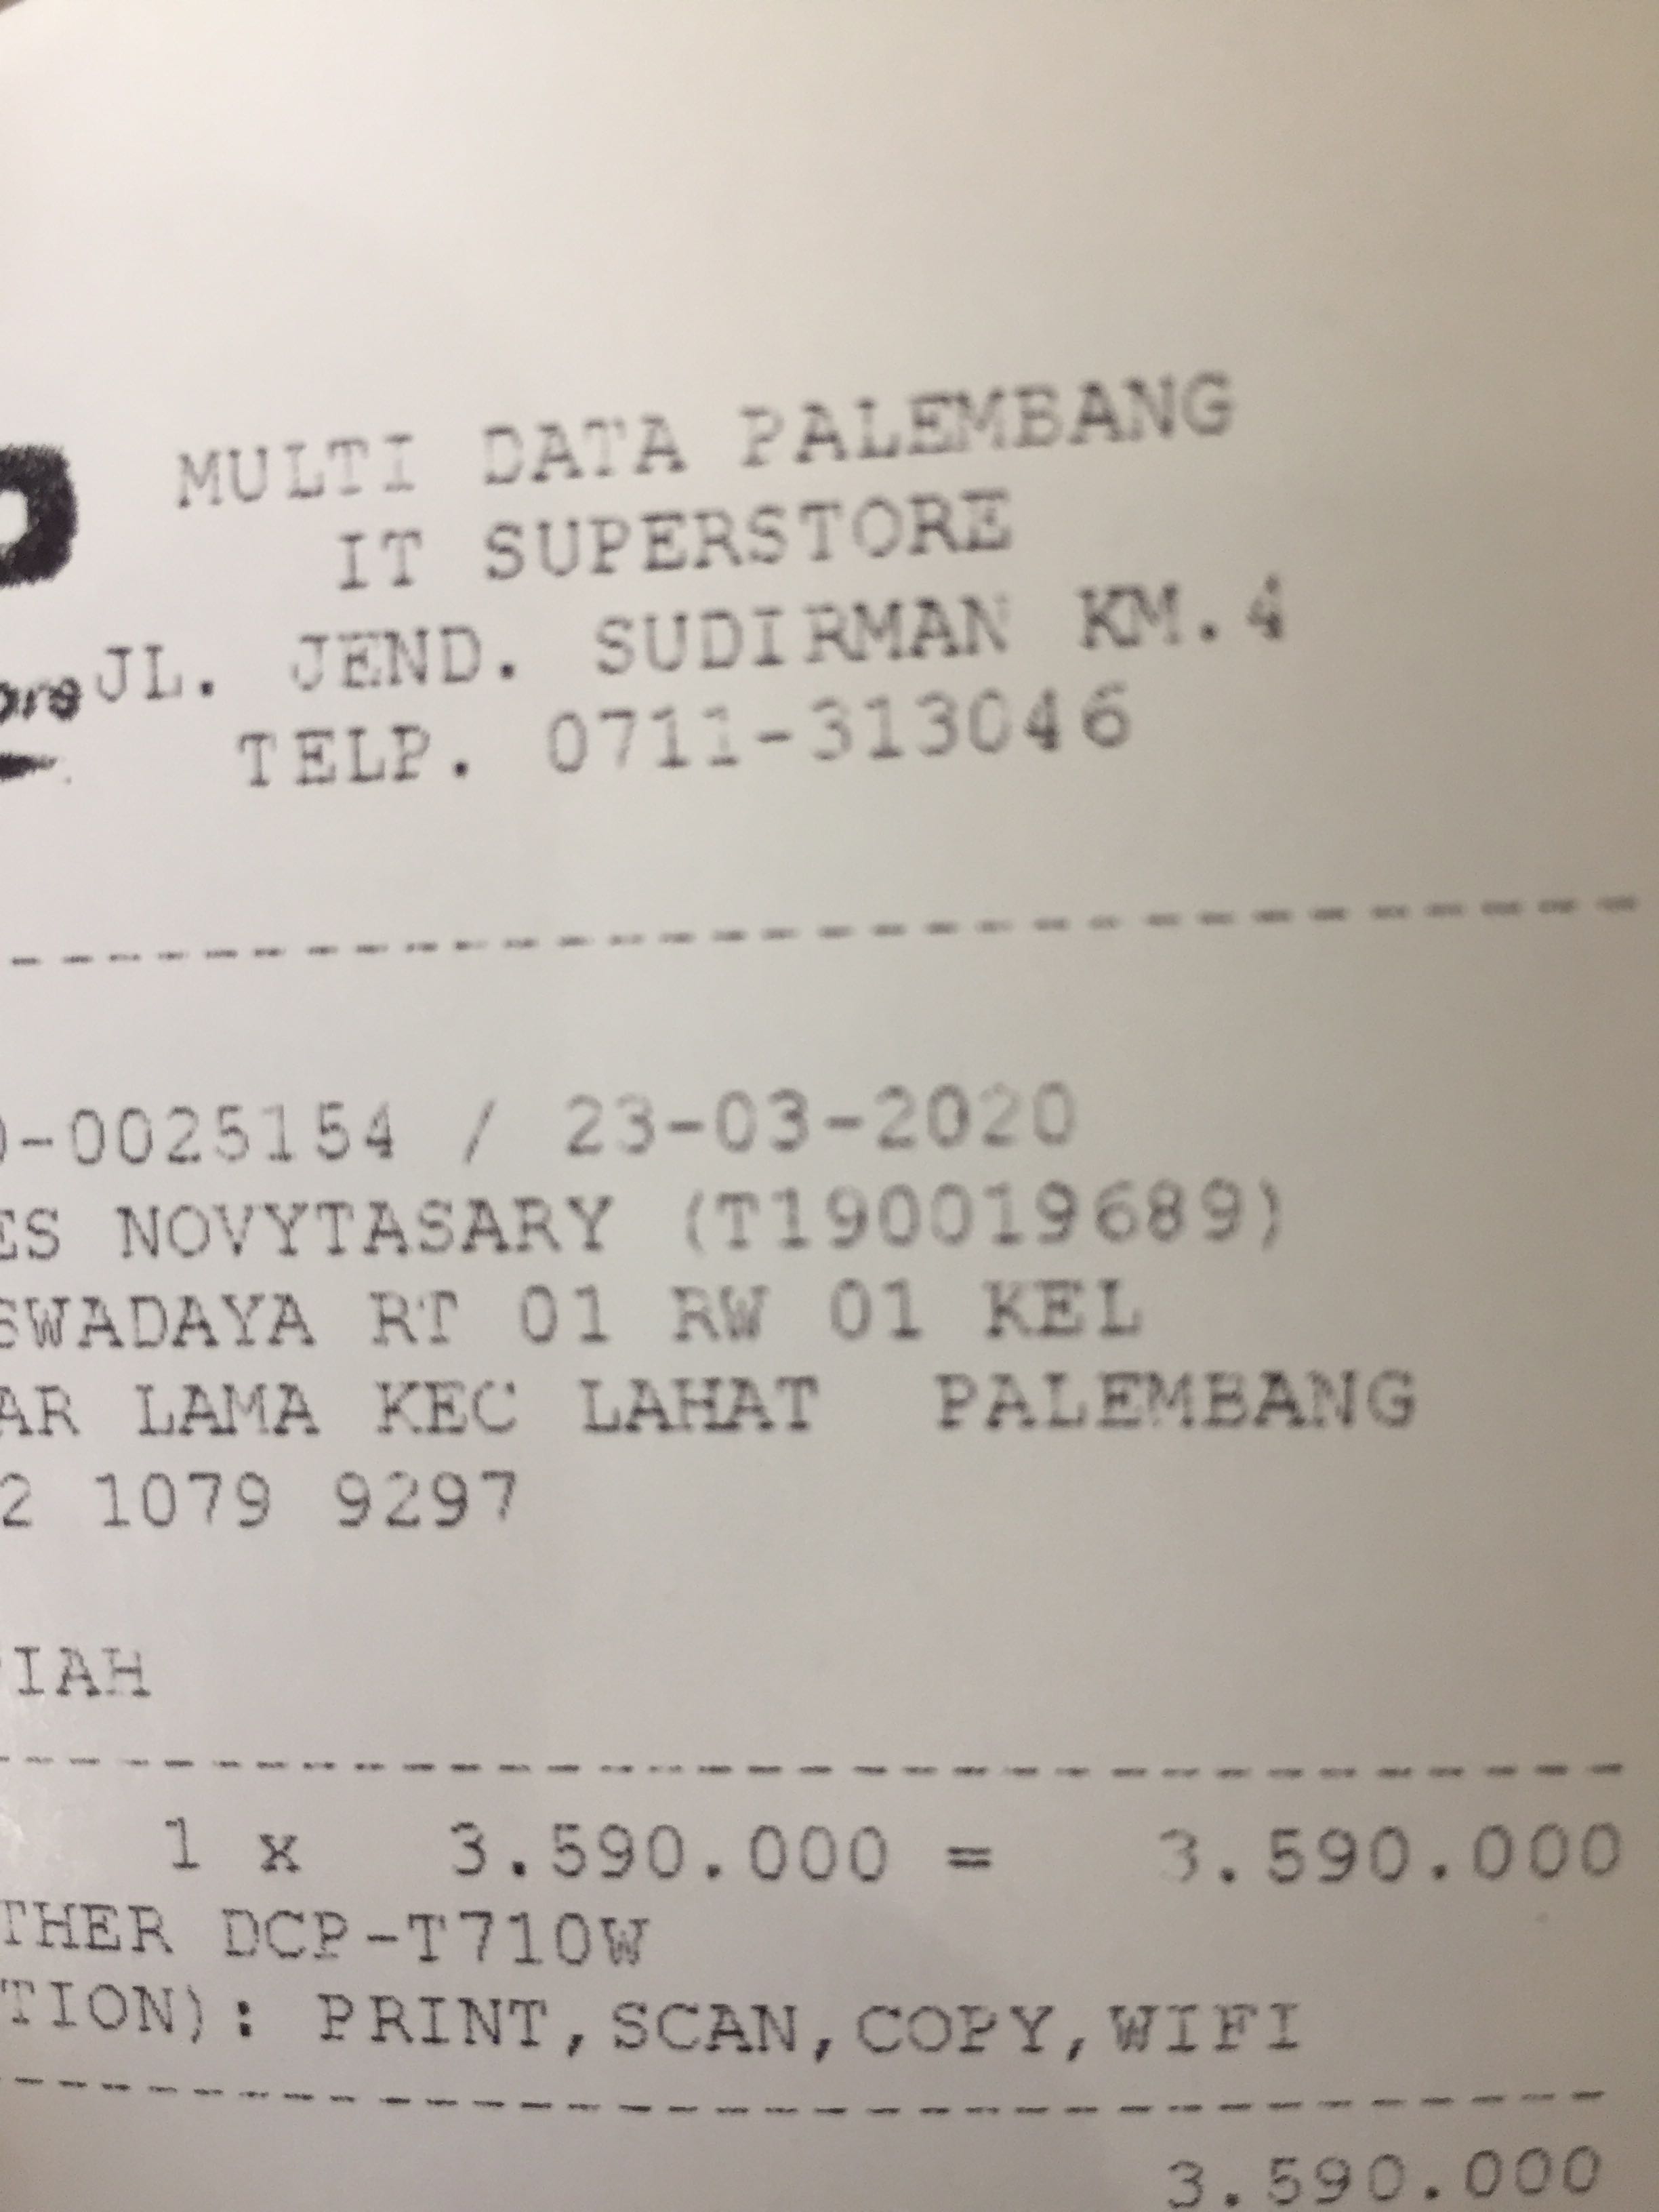 MULTI DATA PALEMBANG
IT SUPERSTORE
JL. JEND. SUDIRMAN KM.4
TELP. 0711-313046
-0025154 / 23-03-2020
ES NOVYTASARY (T190019689)
SWADAYA RT 01 RW 01 KEL
AR LAMA KEC LAHAT PALEMBANG
2 1079 9297
IAH
1 x 3.590.000 = 3.590.000
THER DCP-T710W
TION): PRINT,SCAN,COPY,WIFI
3.590.000